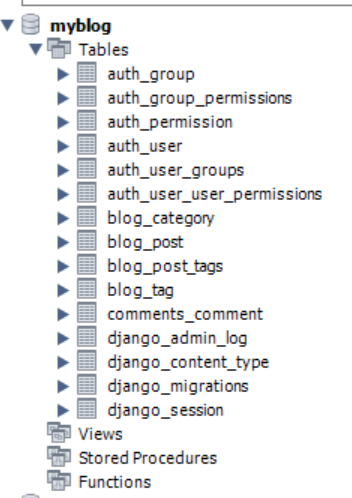 myblog
Tables
auth_group
auth_group_permissions
auth_permission
auth_user
auth_user_groups
auth_user_user_permissions
blog_category
blog_post
blog_post_tags
blog_tag
comments_comment
django_admin_log
django_content_type
django_migrations
django_session
Views
Stored Procedures
Functions